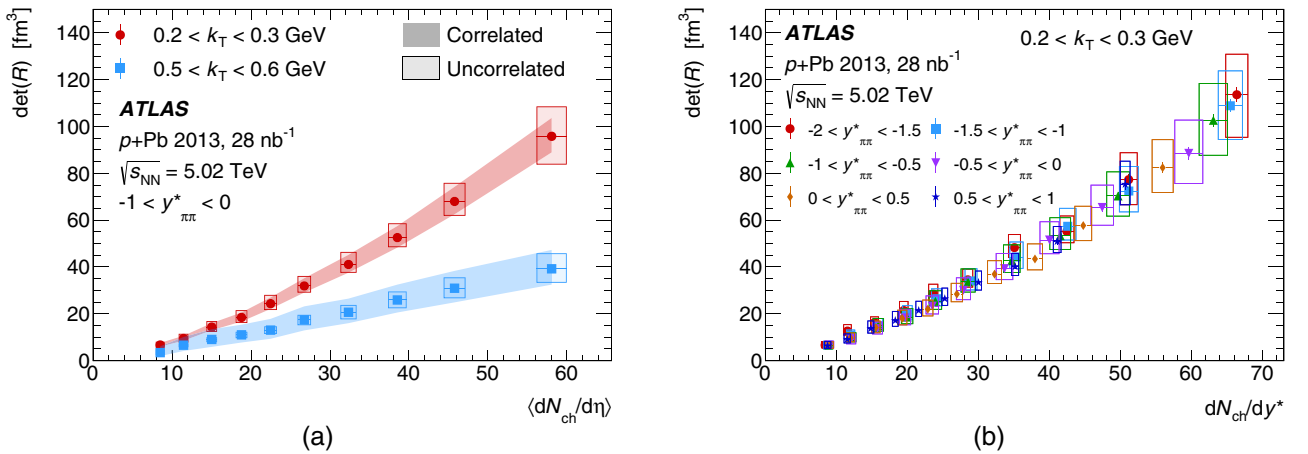 det(R) [fm³]
140
120
100
80
60
40
20
0
0 10 20 30 40 50 60
⟨dN_ch/dη⟩
0.2 < k_T < 0.3 GeV
0.5 < k_T < 0.6 GeV
Correlated
Uncorrelated
ATLAS
p+Pb 2013, 28 nb⁻¹
√s_NN = 5.02 TeV
-1 < y*_ππ < 0
(a)
det(R) [fm³]
140
120
100
80
60
40
20
0
0 10 20 30 40 50 60 70
dN_ch/dy*
ATLAS
0.2 < k_T < 0.3 GeV
p+Pb 2013, 28 nb⁻¹
√s_NN = 5.02 TeV
-2 < y*_ππ < -1.5 -1.5 < y*_ππ < -1
-1 < y*_ππ < -0.5 -0.5 < y*_ππ < 0
0 < y*_ππ < 0.5 0.5 < y*_ππ < 1
(b)